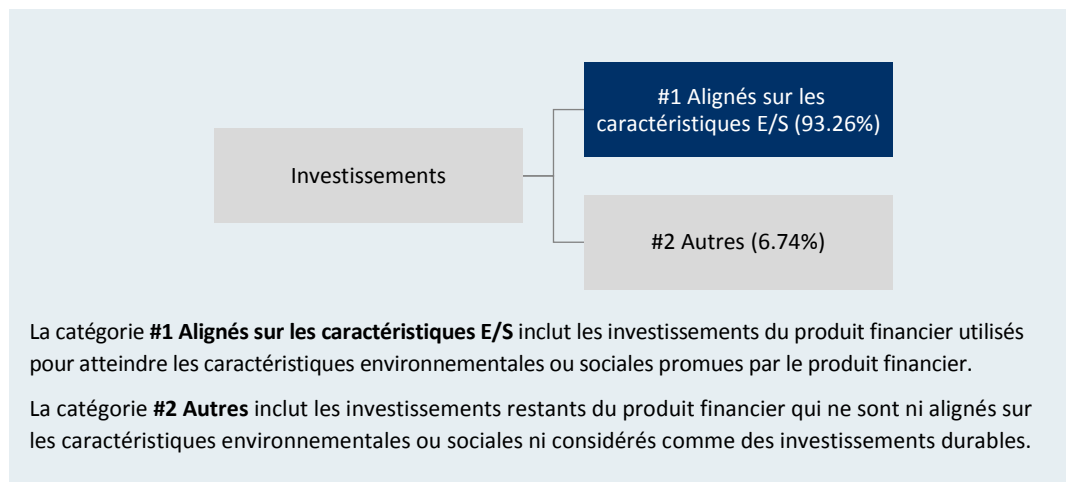 #1 Alignés sur les
caractéristiques E/S (93.26%)
Investissements
#2 Autres (6.74%)
La catégorie #1 Alignés sur les caractéristiques E/S inclut les investissements du produit financier utilisés
pour atteindre les caractéristiques environnementales ou sociales promues par le produit financier.
La catégorie #2 Autres inclut les investissements restants du produit financier qui ne sont ni alignés sur
les caractéristiques environnementales ou sociales ni considérés comme des investissements durables.